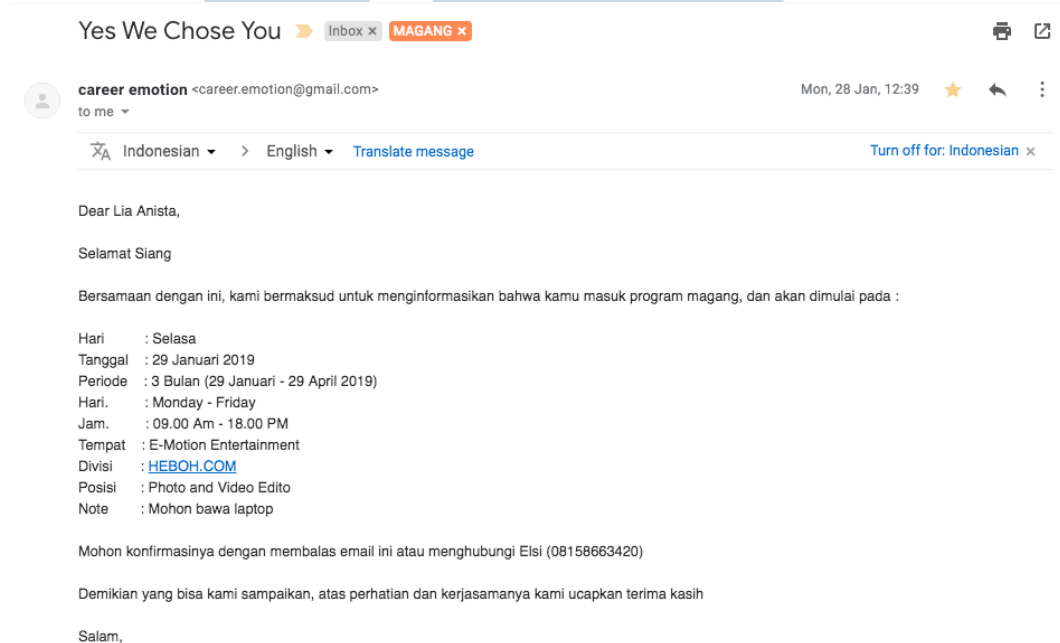 Yes We Chose You Inbox × MAGANG ×
career emotion <career.emotion@gmail.com> Mon, 28 Jan, 12:39
to me
Indonesian > English Translate message Turn off for: Indonesian ×
Dear Lia Anista,
Selamat Siang
Bersamaan dengan ini, kami bermaksud untuk menginformasikan bahwa kamu masuk program magang, dan akan dimulai pada :
Hari : Selasa
Tanggal : 29 Januari 2019
Periode : 3 Bulan (29 Januari - 29 April 2019)
Hari. : Monday - Friday
Jam. : 09.00 Am - 18.00 PM
Tempat : E-Motion Entertainment
Divisi : HEBOH.COM
Posisi : Photo and Video Edito
Note : Mohon bawa laptop
Mohon konfirmasinya dengan membalas email ini atau menghubungi Elsi (08158663420)
Demikian yang bisa kami sampaikan, atas perhatian dan kerjasamanya kami ucapkan terima kasih
Salam,